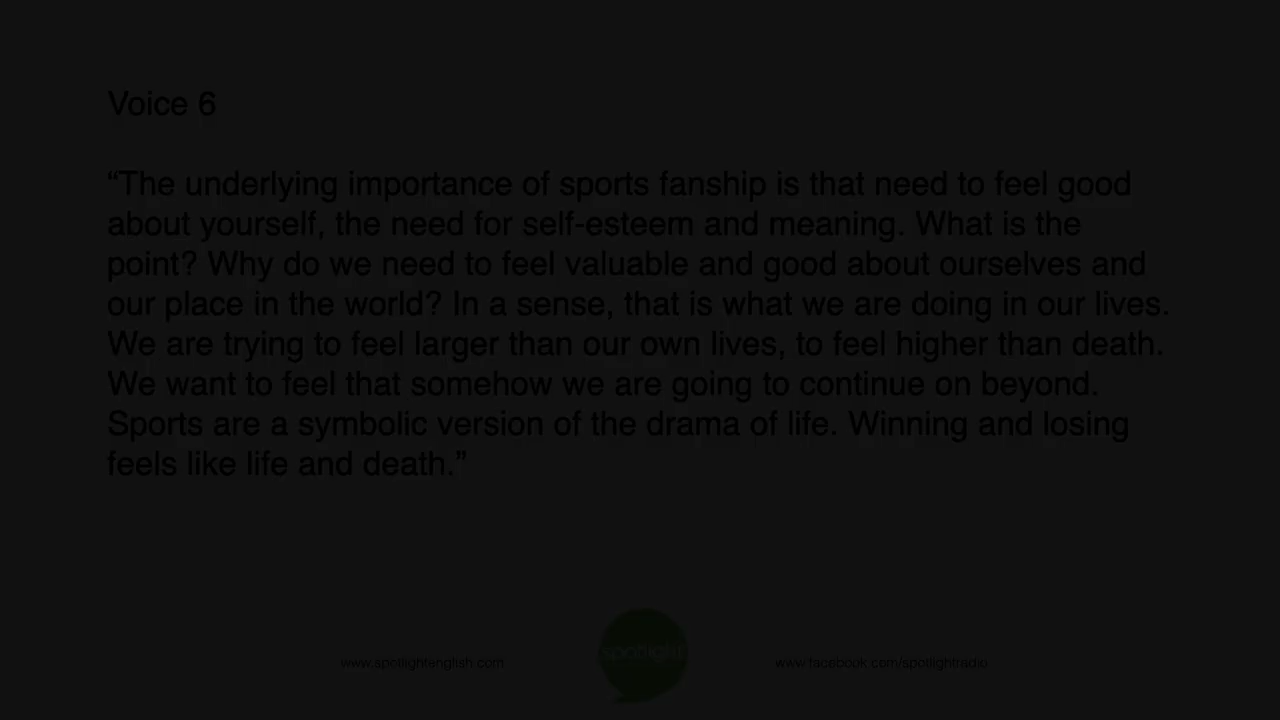 Voice 6
“The underlying importance of sports fanship is that need to feel good
about yourself, the need for self-esteem and meaning. What is the
point? Why do we need to feel valuable and good about ourselves and
our place in the world? In a sense, that is what we are doing in our lives.
We are trying to feel larger than our own lives, to feel higher than death.
We want to feel that somehow we are going to continue on beyond.
Sports are a symbolic version of the drama of life. Winning and losing
feels like life and death.”
spotlight
www.spotlightenglish.com
www.facebook.com/spotlightradio